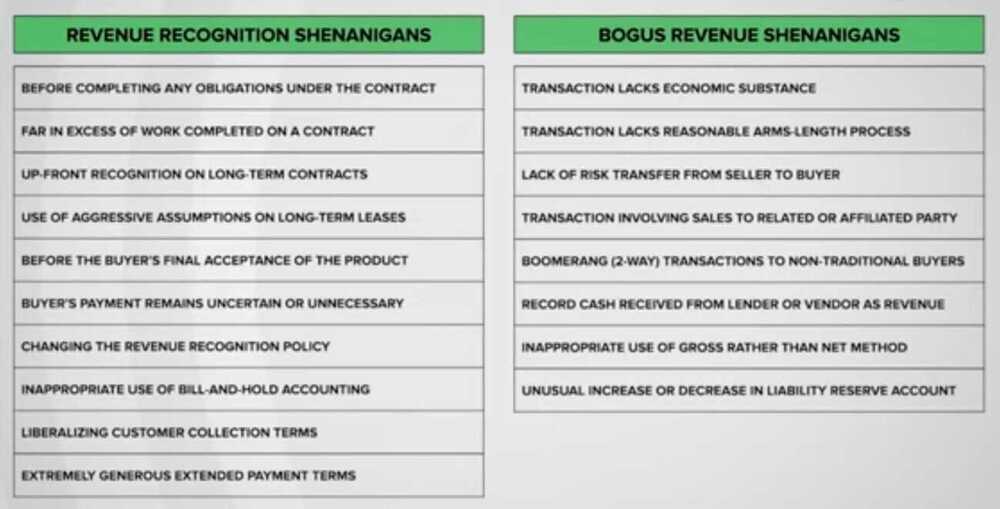 REVENUE RECOGNITION SHENANIGANS
BEFORE COMPLETING ANY OBLIGATIONS UNDER THE CONTRACT
FAR IN EXCESS OF WORK COMPLETED ON A CONTRACT
UP-FRONT RECOGNITION ON LONG-TERM CONTRACTS
USE OF AGGRESSIVE ASSUMPTIONS ON LONG-TERM LEASES
BEFORE THE BUYER'S FINAL ACCEPTANCE OF THE PRODUCT
BUYER'S PAYMENT REMAINS UNCERTAIN OR UNNECESSARY
CHANGING THE REVENUE RECOGNITION POLICY
INAPPROPRIATE USE OF BILL-AND-HOLD ACCOUNTING
LIBERALIZING CUSTOMER COLLECTION TERMS
EXTREMELY GENEROUS EXTENDED PAYMENT TERMS
BOGUS REVENUE SHENANIGANS
TRANSACTION LACKS ECONOMIC SUBSTANCE
TRANSACTION LACKS REASONABLE ARMS-LENGTH PROCESS
LACK OF RISK TRANSFER FROM SELLER TO BUYER
TRANSACTION INVOLVING SALES TO RELATED OR AFFILIATED PARTY
BOOMERANG (2-WAY) TRANSACTIONS TO NON-TRADITIONAL BUYERS
RECORD CASH RECEIVED FROM LENDER OR VENDOR AS REVENUE
INAPPROPRIATE USE OF GROSS RATHER THAN NET METHOD
UNUSUAL INCREASE OR DECREASE IN LIABILITY RESERVE ACCOUNT